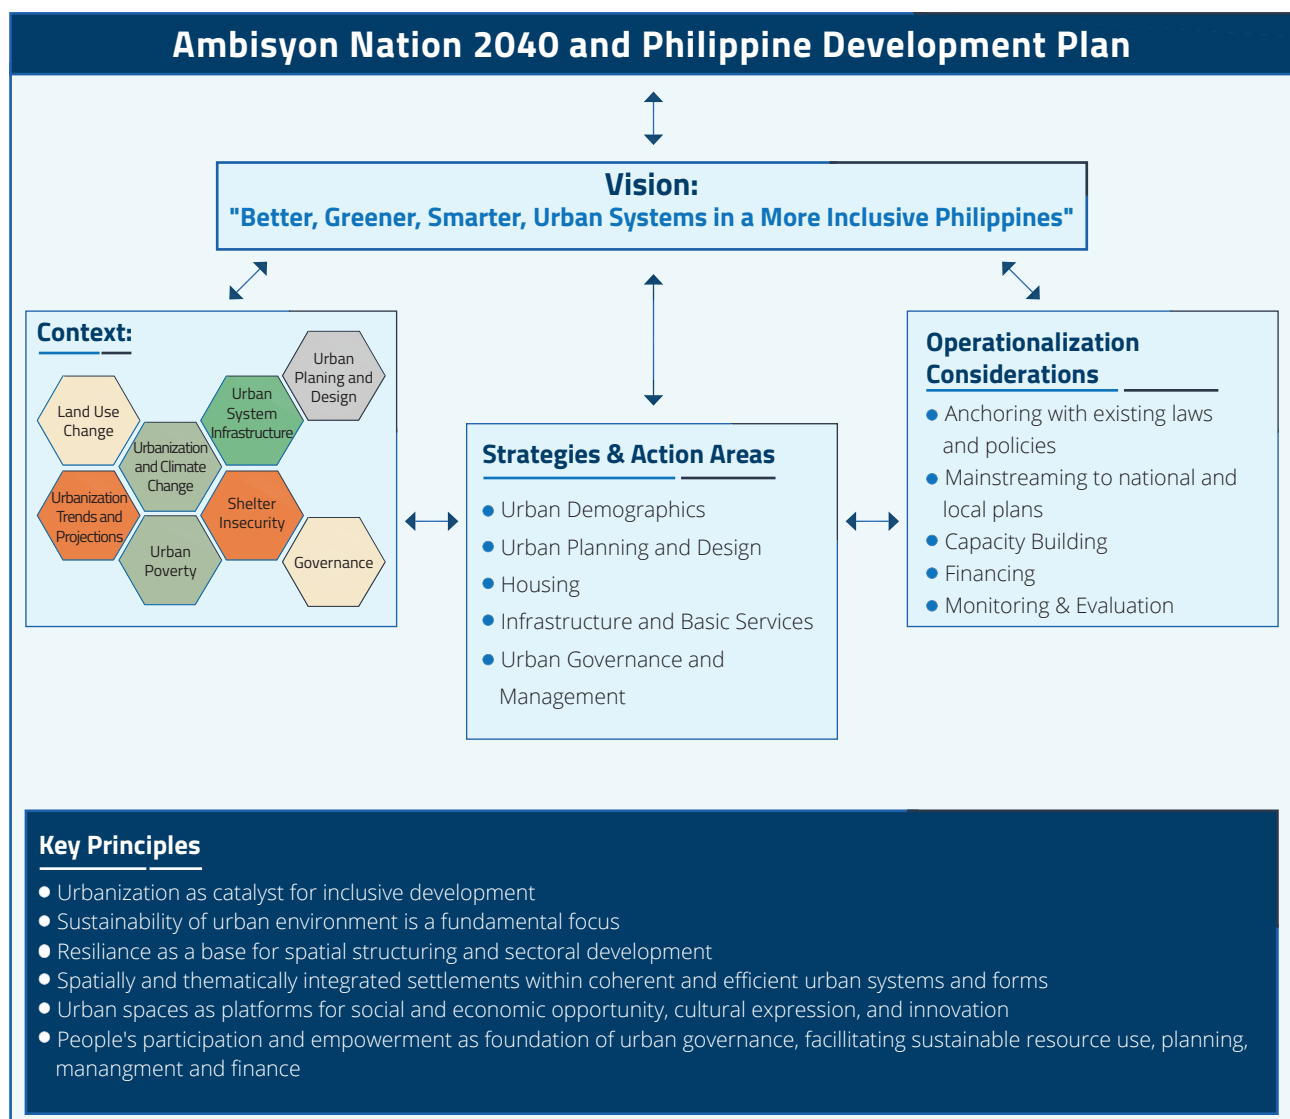 Ambisyon Nation 2040 and Philippine Development Plan
Vision:
"Better, Greener, Smarter, Urban Systems in a More Inclusive Philippines"
Context:
Land Use
Change
Urbanization
Trends and
Projections
Urbanization
and Climate
Change
Urban
Poverty
Urban
System
Infrastructure
Shelter
Insecurity
Urban
Planing and
Design
Governance
Strategies & Action Areas
Urban Demographics
Urban Planning and Design
Housing
Infrastructure and Basic Services
Urban Governance and
Management
Operationalization
Considerations
Anchoring with existing laws
and policies
Mainstreaming to national and
local plans
Capacity Building
Financing
Monitoring & Evaluation
Key Principles
Urbanization as catalyst for inclusive development
Sustainability of urban environment is a fundamental focus
Resiliance as a base for spatial structuring and sectoral development
Spatially and thematically integrated settlements within coherent and efficient urban systems and forms
Urban spaces as platforms for social and economic opportunity, cultural expression, and innovation
People's participation and empowerment as foundation of urban governance, facillitating sustainable resource use, planning,
manangment and finance